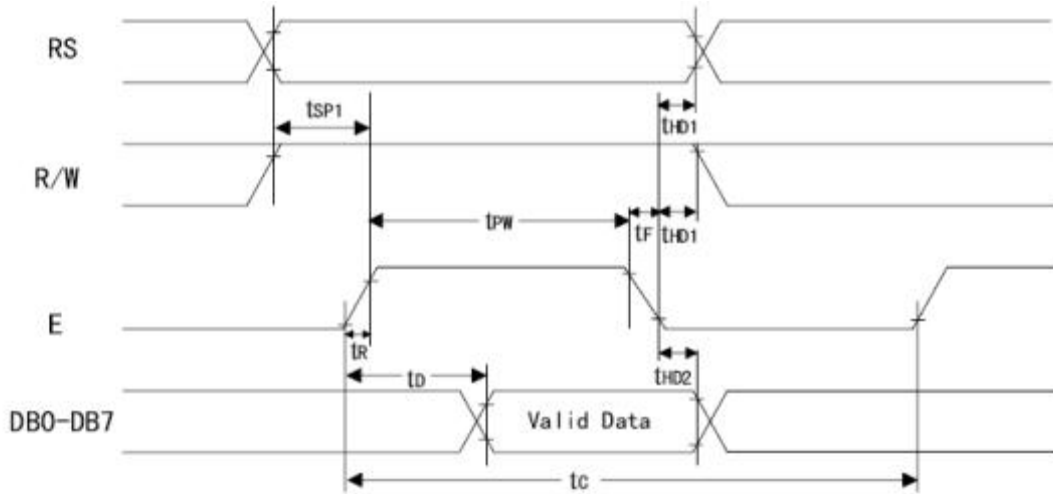 RS
tSP1
tHD1
R/W
tPW
tF
tHD1
E
tR
tD
tHD2
DB0-DB7
Valid Data
tC